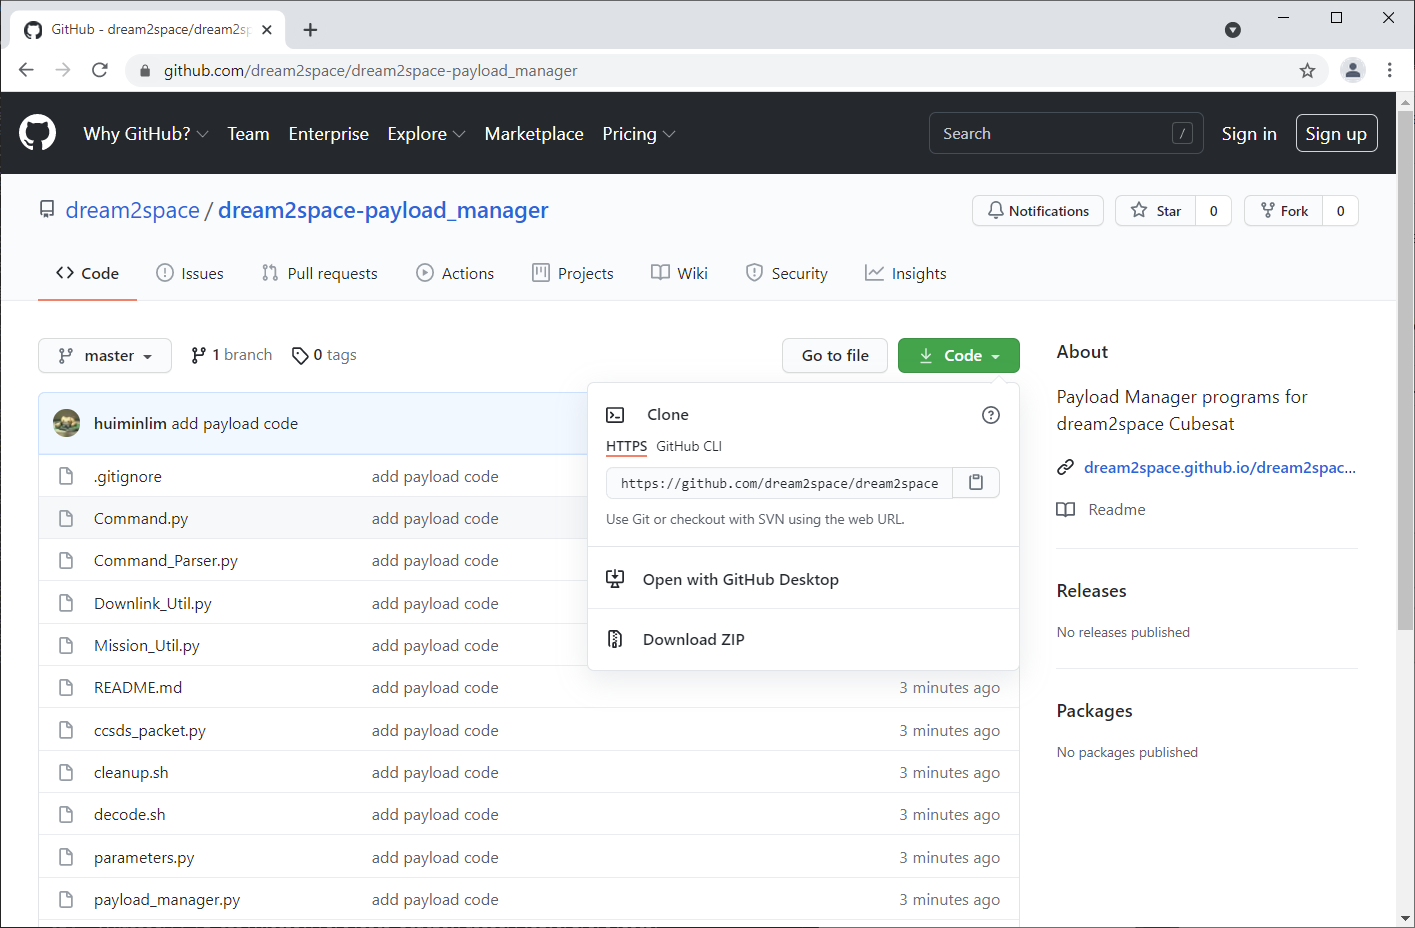 GitHub - dream2space/dream2sp
github.com/dream2space/dream2space-payload_manager
Why GitHub? Team Enterprise Explore Marketplace Pricing Search / Sign in Sign up
dream2space / dream2space-payload_manager Notifications Star 0 Fork 0
Code Issues Pull requests Actions Projects Wiki Security Insights
master 1 branch 0 tags Go to file Code
huiminlim add payload code
.gitignore add payload code
Command.py add payload code
Command_Parser.py add payload code
Downlink_Util.py add payload code
Mission_Util.py add payload code
README.md add payload code 3 minutes ago
ccsds_packet.py add payload code 3 minutes ago
cleanup.sh add payload code 3 minutes ago
decode.sh add payload code 3 minutes ago
parameters.py add payload code 3 minutes ago
payload_manager.py add payload code 3 minutes ago
Clone
HTTPS GitHub CLI
https://github.com/dream2space/dream2space
Use Git or checkout with SVN using the web URL.
Open with GitHub Desktop
Download ZIP
About
Payload Manager programs for
dream2space Cubesat
dream2space.github.io/dream2spac...
Readme
Releases
No releases published
Packages
No packages published